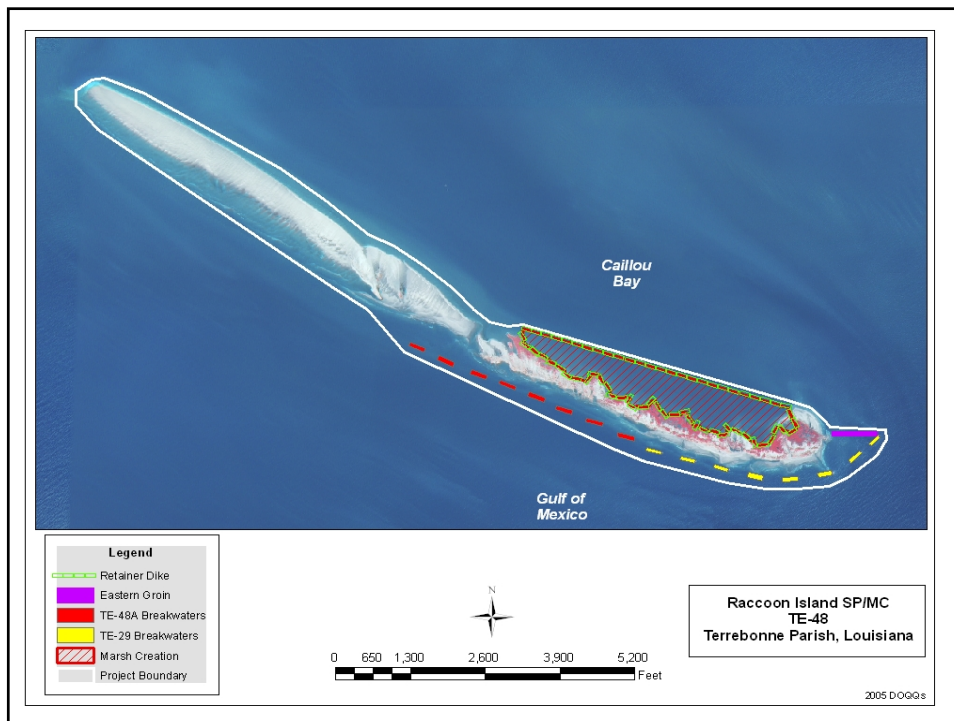 Caillou
Bay
Gulf of
Mexico
Legend
Retainer Dike
Eastern Groin
TE-48A Breakwaters
TE-29 Breakwaters
Marsh Creation
Project Boundary
N
0 650 1,300 2,600 3,900 5,200
Feet
Raccoon Island SP/MC
TE-48
Terrebonne Parish, Louisiana
2005 DOQQs